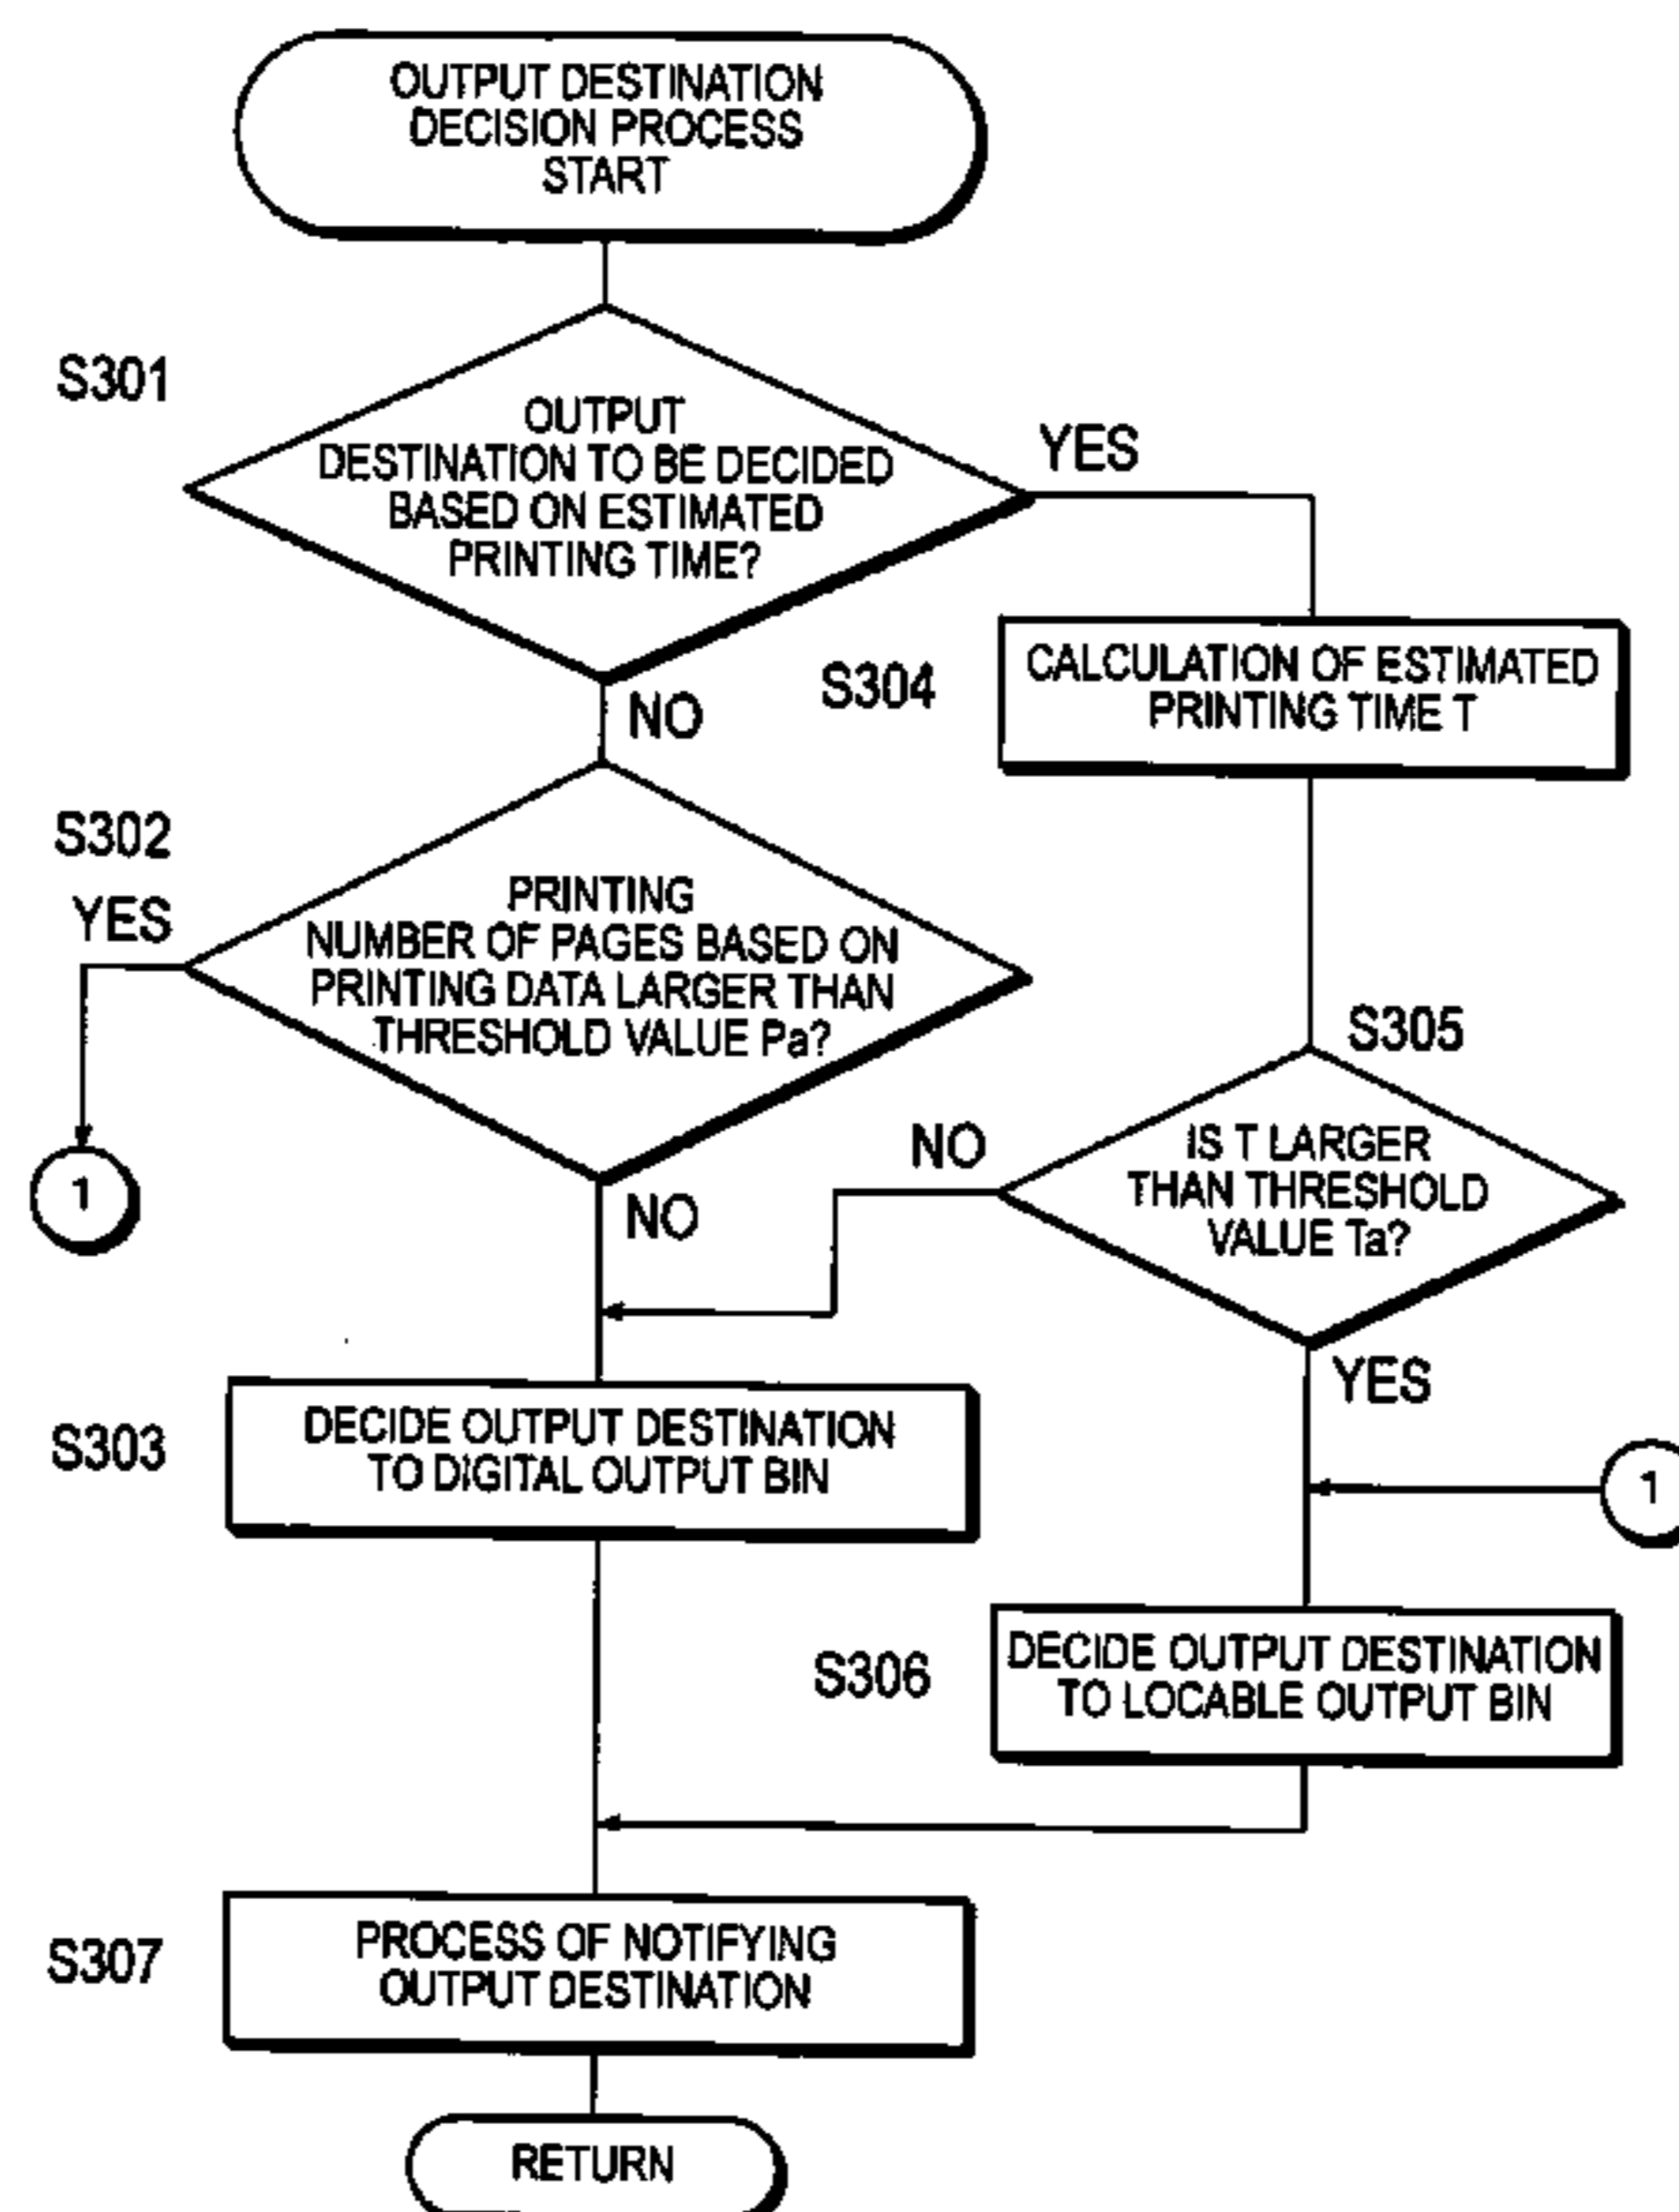 OUTPUT DESTINATION
DECISION PROCESS
START
S301
OUTPUT
DESTINATION TO BE DECIDED
BASED ON ESTIMATED
PRINTING TIME?
YES
NO
S304
CALCULATION OF ESTIMATED
PRINTING TIME T
S302
YES
PRINTING
NUMBER OF PAGES BASED ON
PRINTING DATA LARGER THAN
THRESHOLD VALUE Pa?
1
NO
S305
NO
IS T LARGER
THAN THRESHOLD
VALUE Ta?
YES
S303
DECIDE OUTPUT DESTINATION
TO DIGITAL OUTPUT BIN
1
S306
DECIDE OUTPUT DESTINATION
TO LOCABLE OUTPUT BIN
S307
PROCESS OF NOTIFYING
OUTPUT DESTINATION
RETURN